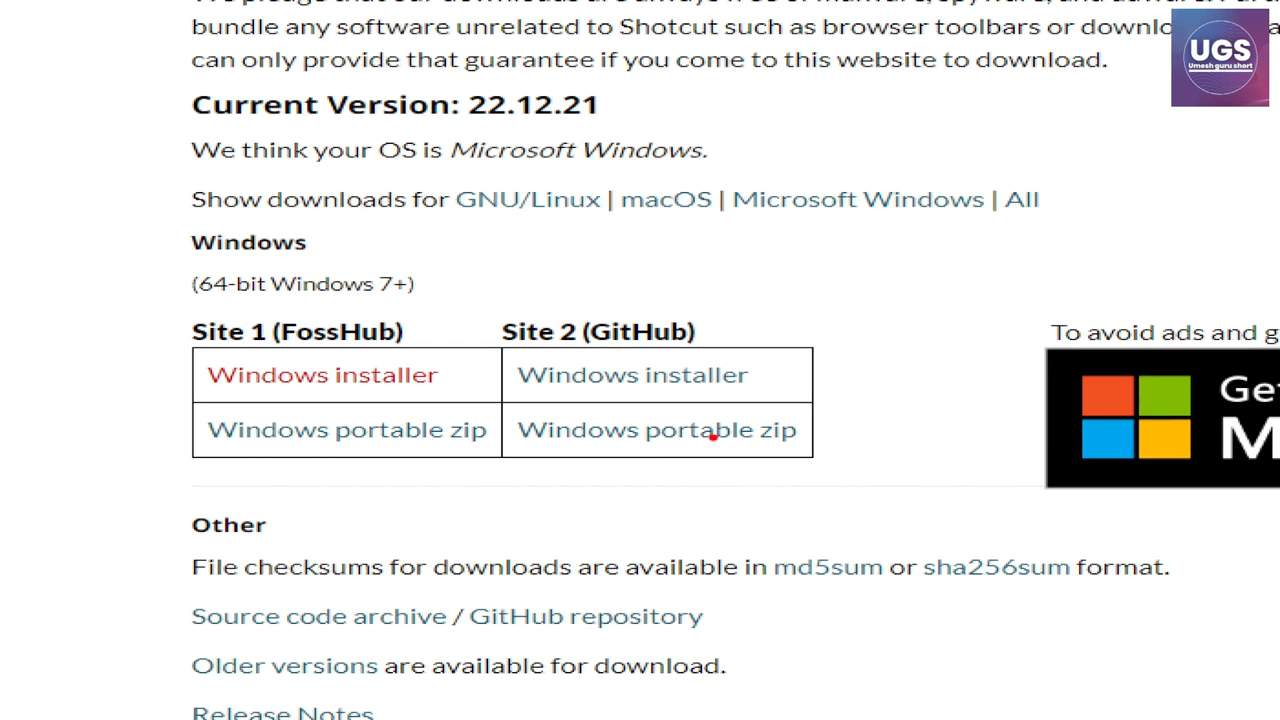 bundle any software unrelated to Shotcut such as browser toolbars or
can only provide that guarantee if you come to this website to download.
UGS
Umesh guru short
Current Version: 22.12.21
We think your OS is Microsoft Windows.
Show downloads for GNU/Linux | macOS | Microsoft Windows | All
Windows
(64-bit Windows 7+)
Site 1 (FossHub) Site 2 (GitHub)
Windows installer Windows installer
Windows portable zip Windows portable zip
To avoid ads and
Other
File checksums for downloads are available in md5sum or sha256sum format.
Source code archive / GitHub repository
Older versions are available for download.
Release Notes